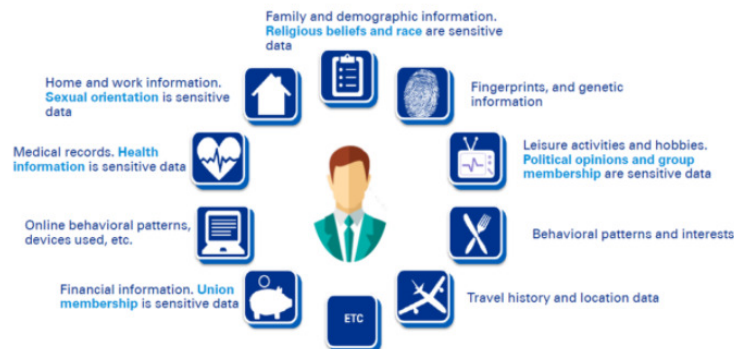 Family and demographic information.
Religious beliefs and race are sensitive
data
Home and work information.
Sexual orientation is sensitive
data
Fingerprints, and genetic
information
Medical records. Health
information is sensitive data
Leisure activities and hobbies.
Political opinions and group
membership are sensitive data
Online behavioral patterns,
devices used, etc.
Behavioral patterns and interests
Financial information. Union
membership is sensitive data
Travel history and location data
ETC